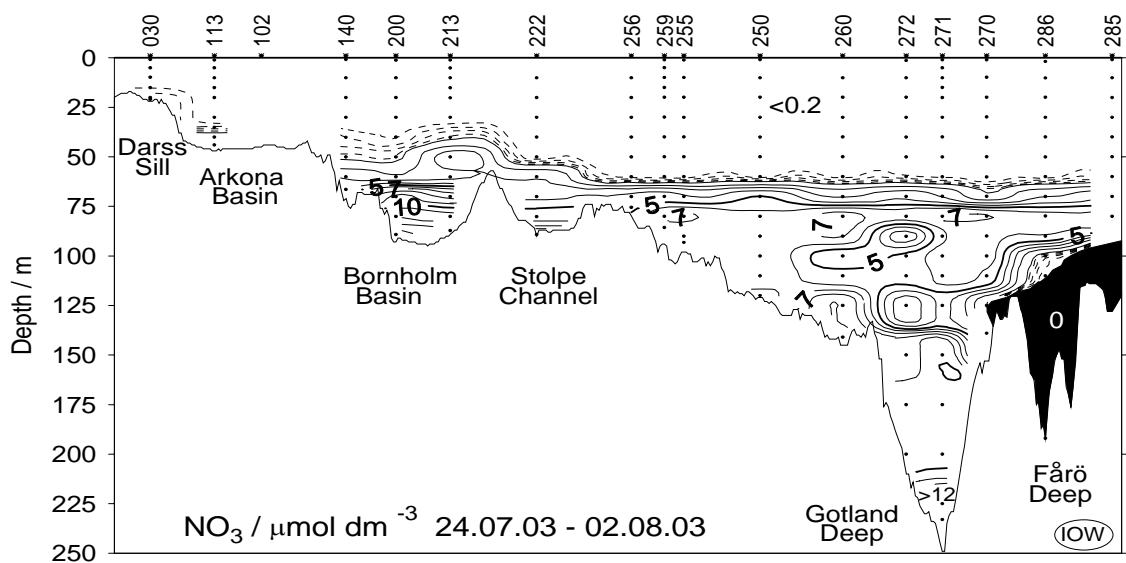 030 113 102 140 200 213 222 256 259 255 250 260 272 271 270 286 285
0
25
50
75
100
125
150
175
200
225
250
Depth / m
<0.2
Darss
Sill
Arkona
Basin
5 7
10
5 7
7
7
5
5
7
0
Bornholm
Basin
Stolpe
Channel
>12
Gotland
Deep
Fårö
Deep
NO3 / μmol dm -3 24.07.03 - 02.08.03
IOW